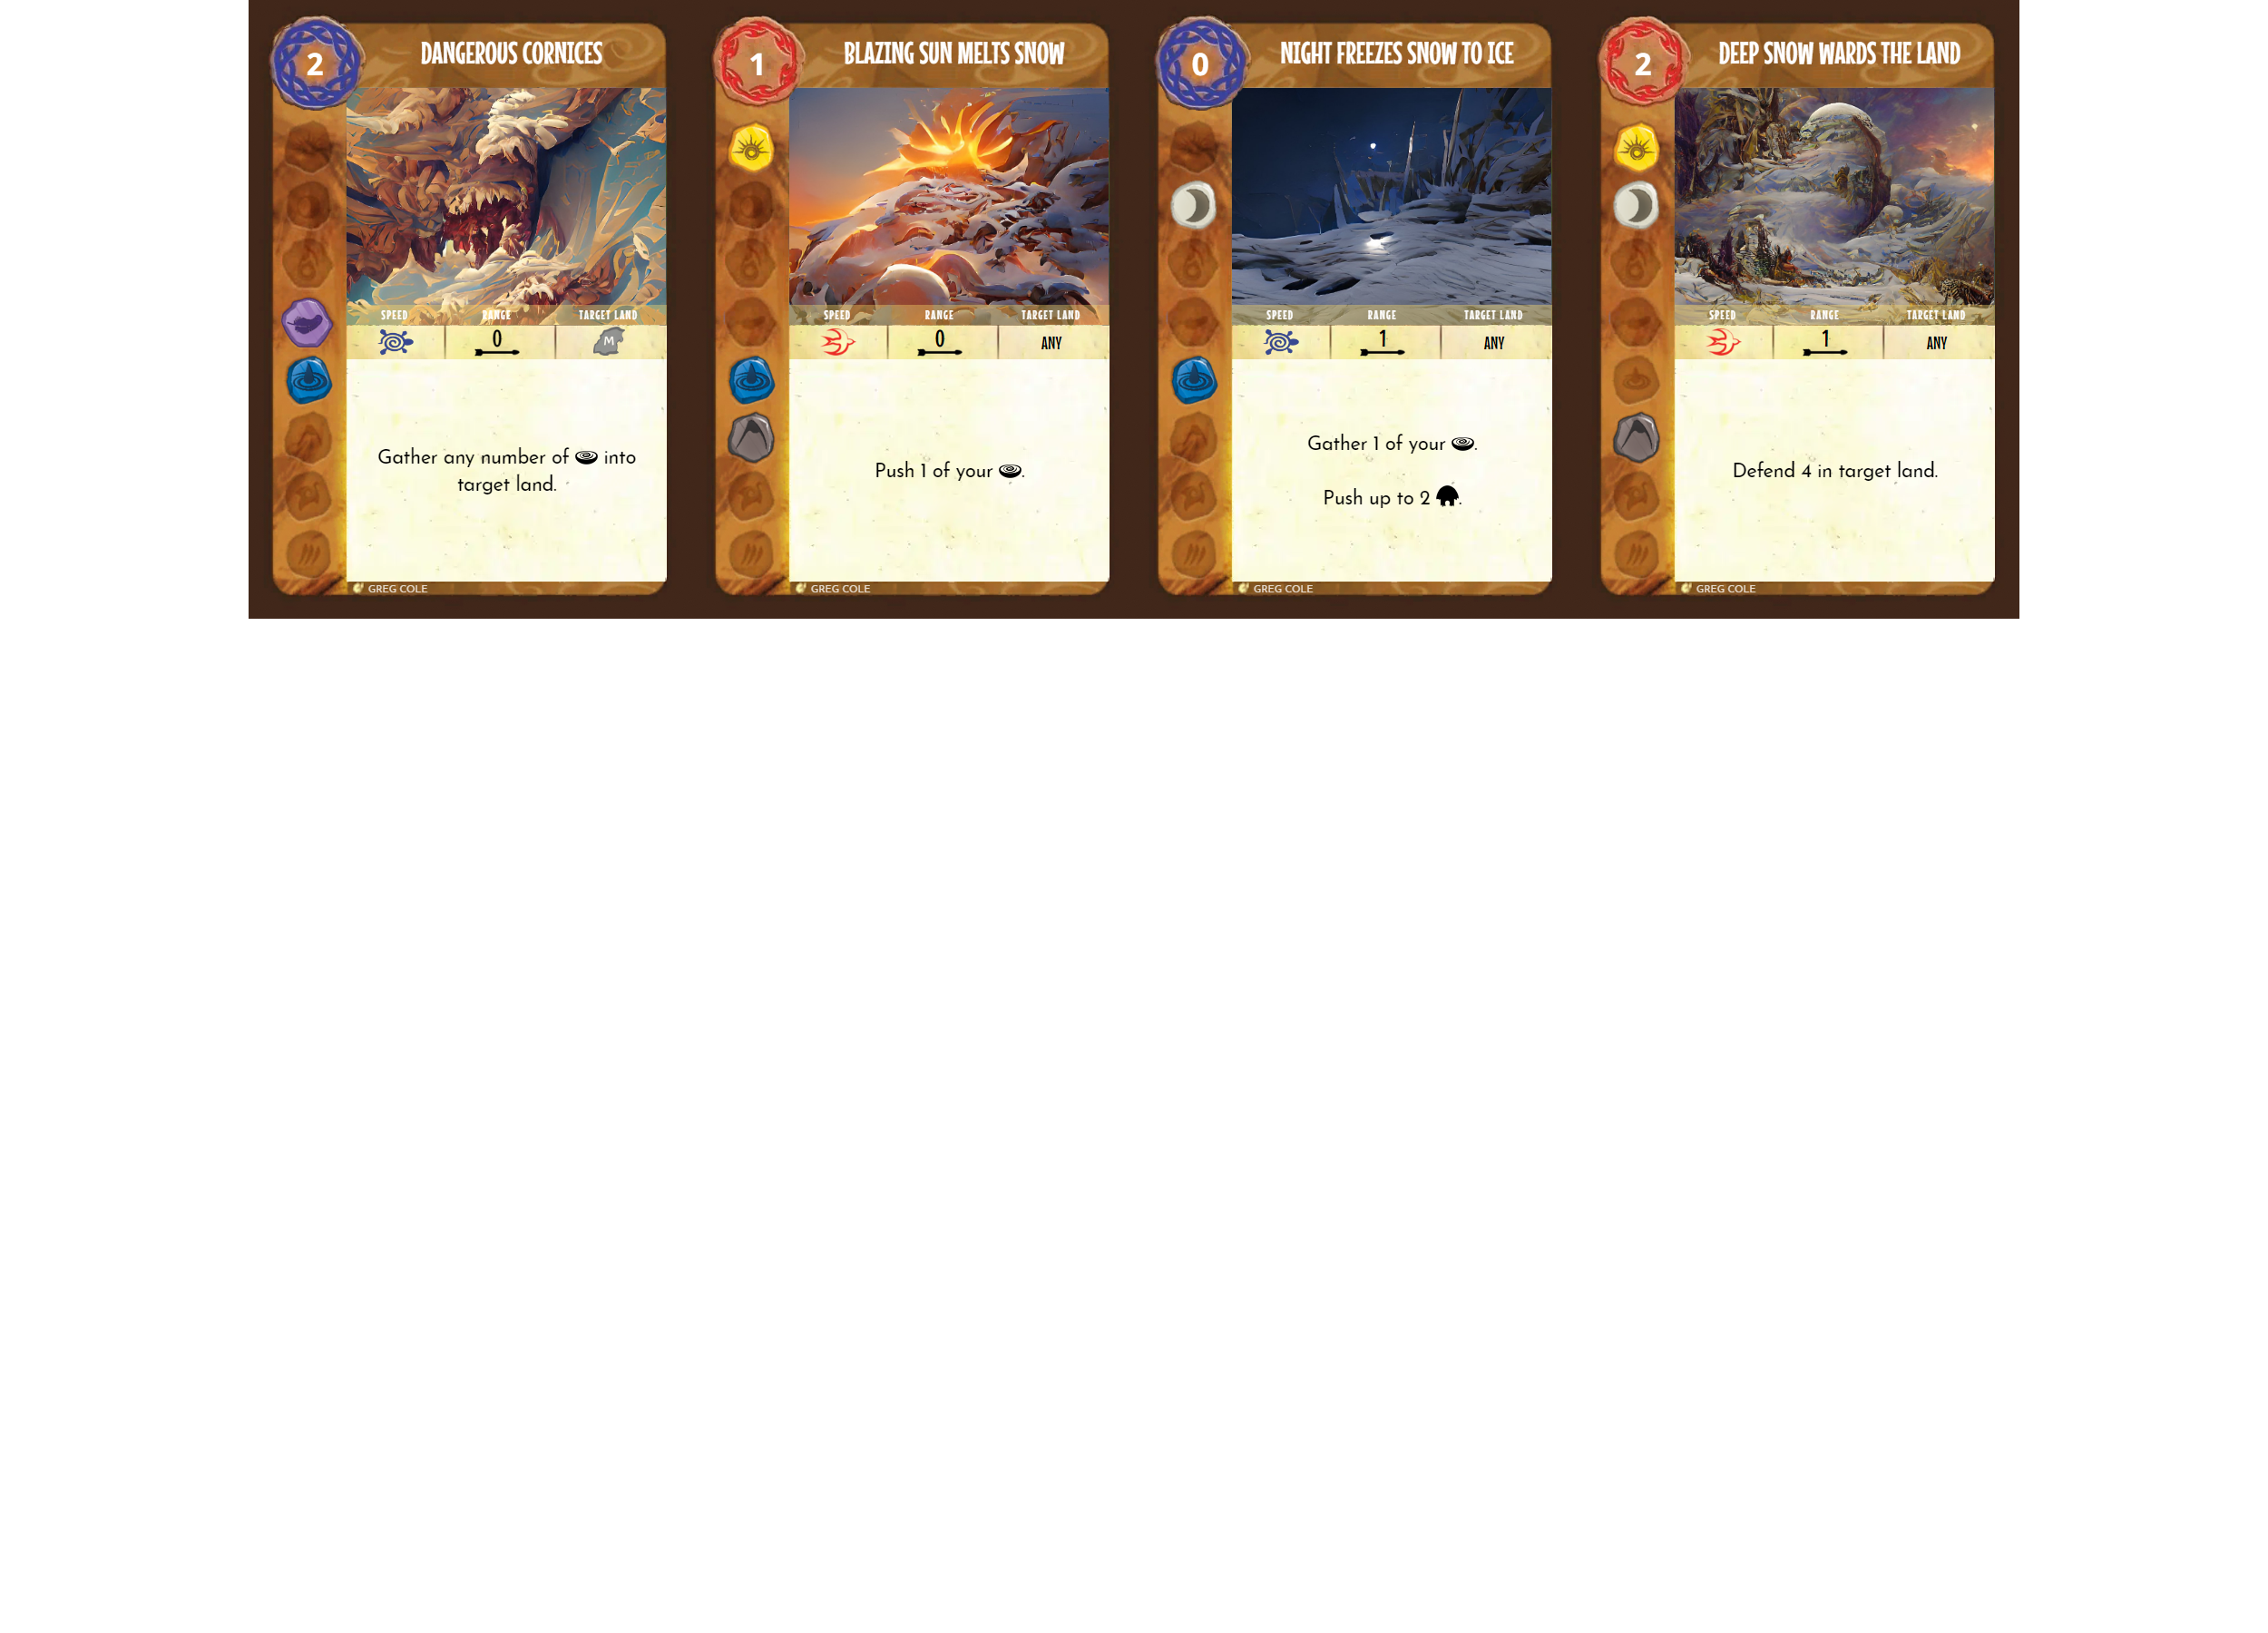 2
DANGEROUS CORNICES
SPEED RANGE TARGET LAND
0 M
Gather any number of into
target land.
GREG COLE
1
BLAZING SUN MELTS SNOW
SPEED RANGE TARGET LAND
0 ANY
Push 1 of your .
GREG COLE
0
NIGHT FREEZES SNOW TO ICE
SPEED RANGE TARGET LAND
1 ANY
Gather 1 of your .
Push up to 2 .
GREG COLE
2
DEEP SNOW WARDS THE LAND
SPEED RANGE TARGET LAND
1 ANY
Defend 4 in target land.
GREG COLE